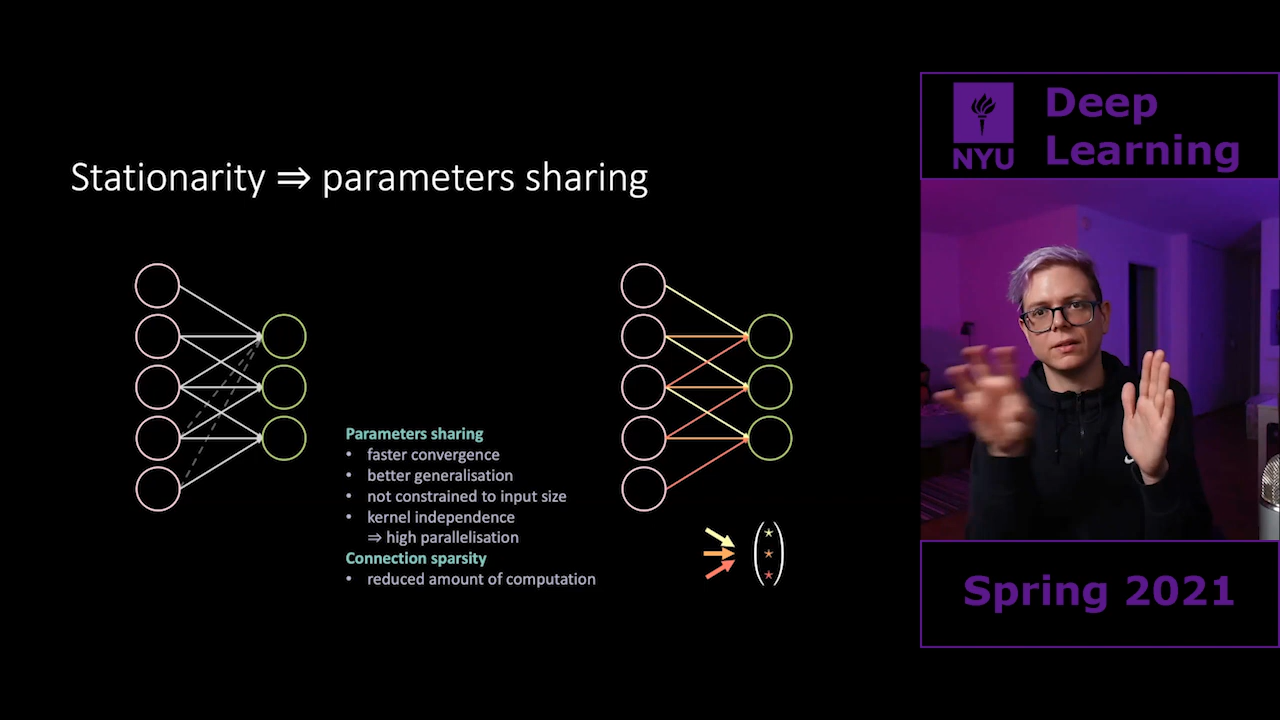 Stationarity ⇒ parameters sharing
Parameters sharing
• faster convergence
• better generalisation
• not constrained to input size
• kernel independence
⇒ high parallelisation
Connection sparsity
• reduced amount of computation
NYU
Deep
Learning
Spring 2021